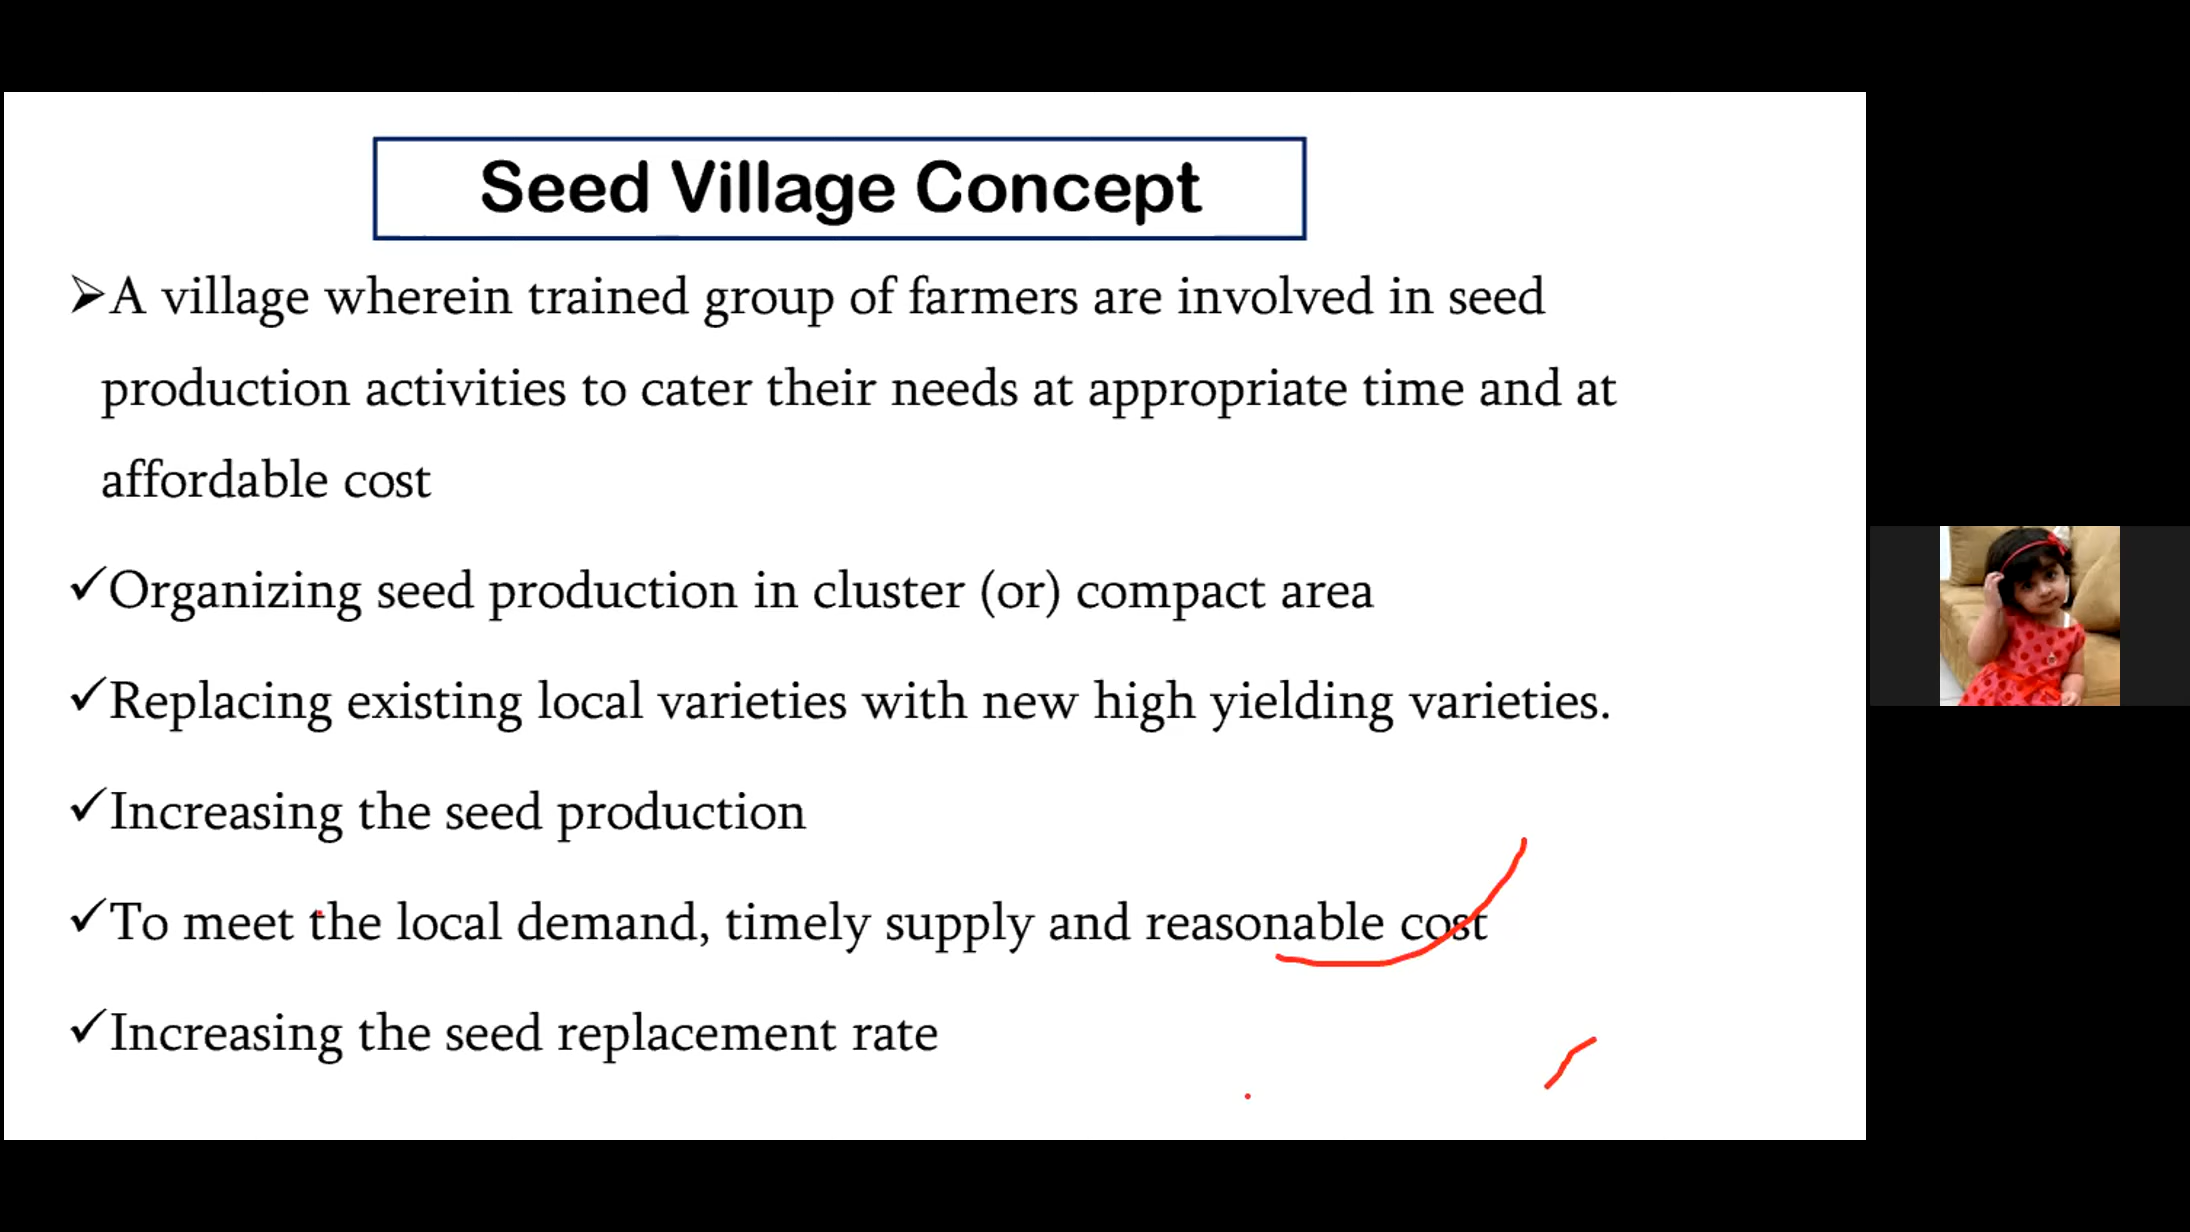 Seed Village Concept
➢A village wherein trained group of farmers are involved in seed
production activities to cater their needs at appropriate time and at
affordable cost
✓Organizing seed production in cluster (or) compact area
✓Replacing existing local varieties with new high yielding varieties.
✓Increasing the seed production
✓To meet the local demand, timely supply and reasonable cost
✓Increasing the seed replacement rate